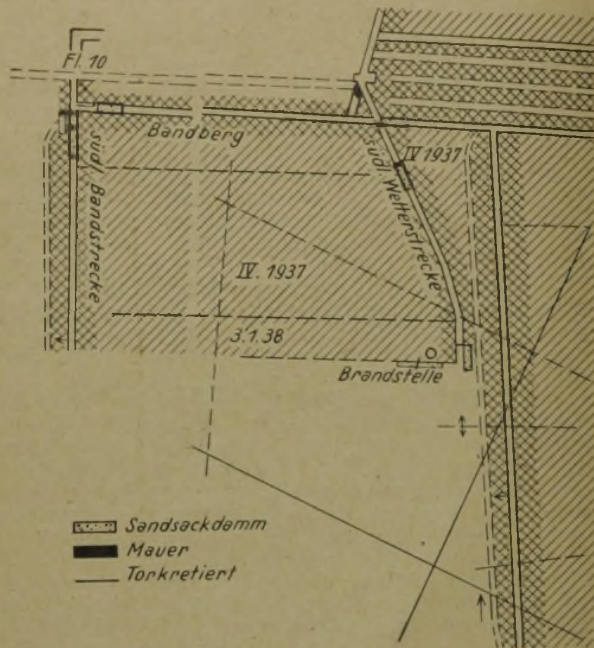 Fl. 10
Bandberg
südl. Bandstrecke
südl. Wetterstrecke
IV 1937
IV. 1937
3.1.38
Brandstelle
Sandsackdamm
Mauer
Torkretiert